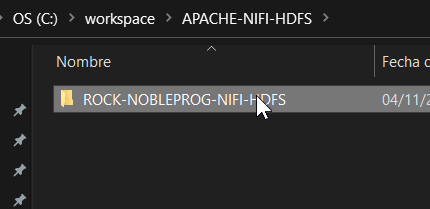 OS (C:) > workspace > APACHE-NIFI-HDFS >
Nombre Fecha d
ROCK-NOBLEPROG-NIFI-HDFS 04/11/2